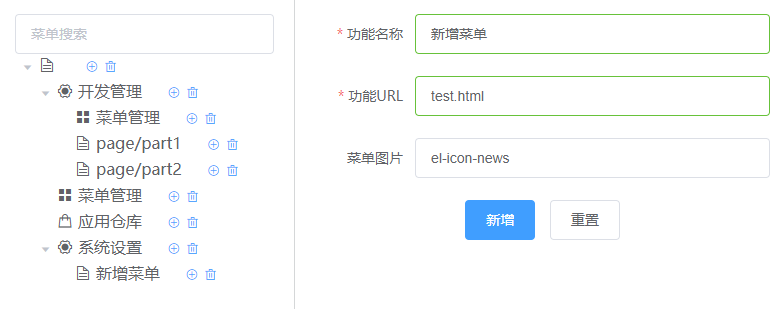 菜单搜索
开发管理
菜单管理
page/part1
page/part2
菜单管理
应用仓库
系统设置
新增菜单
* 功能名称 新增菜单
* 功能URL test.html
菜单图片 el-icon-news
新增 重置